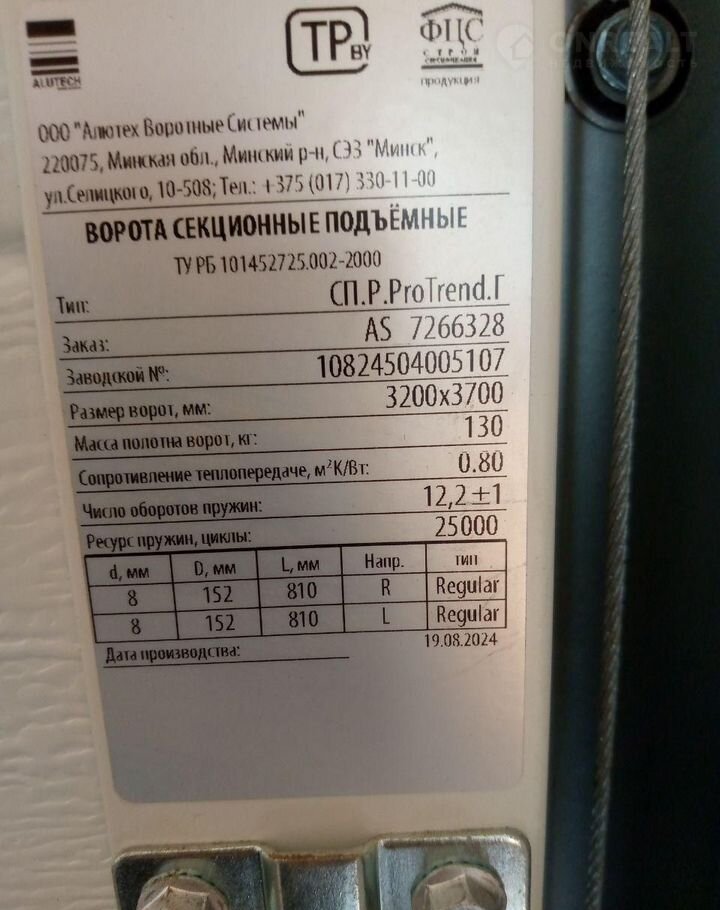 ALUTECH
ТР BY
ФЦС
СТРОЙ
СЕРТИФИКАЦИЯ
продукция
ONREALT
недвижимость
ООО "Алютех Воротные Системы"
220075, Минская обл., Минский р-н, СЭЗ "Минск",
ул.Селицкого, 10-508; Тел.: +375 (017) 330-11-00
ВОРОТА СЕКЦИОННЫЕ ПОДЪЁМНЫЕ
ТУ РБ 101452725.002-2000
Тип: СП.Р.ProTrend.Г
Заказ: AS 7266328
Заводской №: 10824504005107
Размер ворот, мм: 3200x3700
Масса полотна ворот, кг: 130
Сопротивление теплопередаче, м²К/Вт: 0.80
Число оборотов пружин: 12,2±1
Ресурс пружин, циклы: 25000
d, мм D, мм L, мм Напр. тип
8 152 810 R Regular
8 152 810 L Regular
Дата производства: 19.08.2024